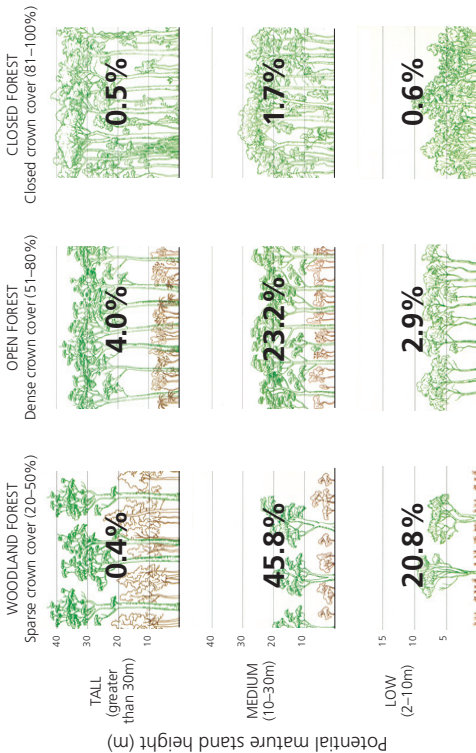 WOODLAND FOREST
Sparse crown cover (20–50%)
OPEN FOREST
Dense crown cover (51–80%)
CLOSED FOREST
Closed crown cover (81–100%)
Potential mature stand height (m)
TALL
(greater
than 30m)
40
30
20
10
0.4%
4.0%
0.5%
MEDIUM
(10–30m)
40
30
20
10
45.8%
23.2%
1.7%
LOW
(2–10m)
15
10
5
20.8%
2.9%
0.6%